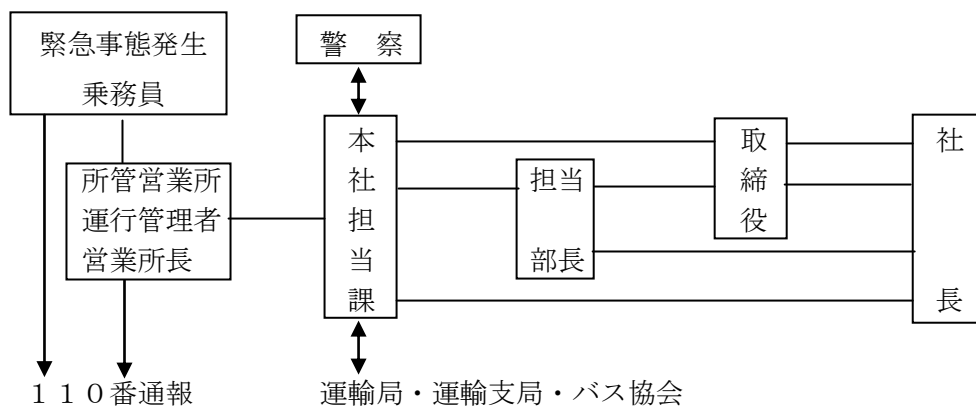 緊急事態発生
乗務員
警　察
所管営業所
運行管理者
営業所長
本社担当課
担当
部長
取締役
社長
１１０番通報
運輸局・運輸支局・バス協会